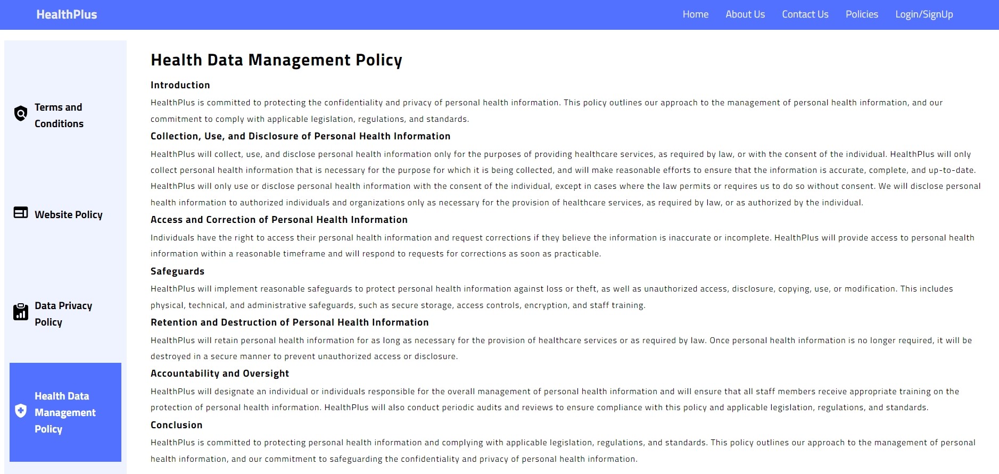 HealthPlus
Home
About Us
Contact Us
Policies
Login/SignUp
Terms and
Conditions
Website Policy
Data Privacy
Policy
Health Data
Management
Policy
Health Data Management Policy
Introduction
HealthPlus is committed to protecting the confidentiality and privacy of personal health information. This policy outlines our approach to the management of personal health information, and our
commitment to comply with applicable legislation, regulations, and standards.
Collection, Use, and Disclosure of Personal Health Information
HealthPlus will collect, use, and disclose personal health information only for the purposes of providing healthcare services, as required by law, or with the consent of the individual. HealthPlus will only
collect personal health information that is necessary for the purpose for which it is being collected, and will make reasonable efforts to ensure that the information is accurate, complete, and up-to-date.
HealthPlus will only use or disclose personal health information with the consent of the individual, except in cases where the law permits or requires us to do so without consent. We will disclose personal
health information to authorized individuals and organizations only as necessary for the provision of healthcare services, as required by law, or as authorized by the individual.
Access and Correction of Personal Health Information
Individuals have the right to access their personal health information and request corrections if they believe the information is inaccurate or incomplete. HealthPlus will provide access to personal health
information within a reasonable timeframe and will respond to requests for corrections as soon as practicable.
Safeguards
HealthPlus will implement reasonable safeguards to protect personal health information against loss or theft, as well as unauthorized access, disclosure, copying, use, or modification. This includes
physical, technical, and administrative safeguards, such as secure storage, access controls, encryption, and staff training.
Retention and Destruction of Personal Health Information
HealthPlus will retain personal health information for as long as necessary for the provision of healthcare services or as required by law. Once personal health information is no longer required, it will be
destroyed in a secure manner to prevent unauthorized access or disclosure.
Accountability and Oversight
HealthPlus will designate an individual or individuals responsible for the overall management of personal health information and will ensure that all staff members receive appropriate training on the
protection of personal health information. HealthPlus will also conduct periodic audits and reviews to ensure compliance with this policy and applicable legislation, regulations, and standards.
Conclusion
HealthPlus is committed to protecting personal health information and complying with applicable legislation, regulations, and standards. This policy outlines our approach to the management of personal
health information, and our commitment to safeguarding the confidentiality and privacy of personal health information.